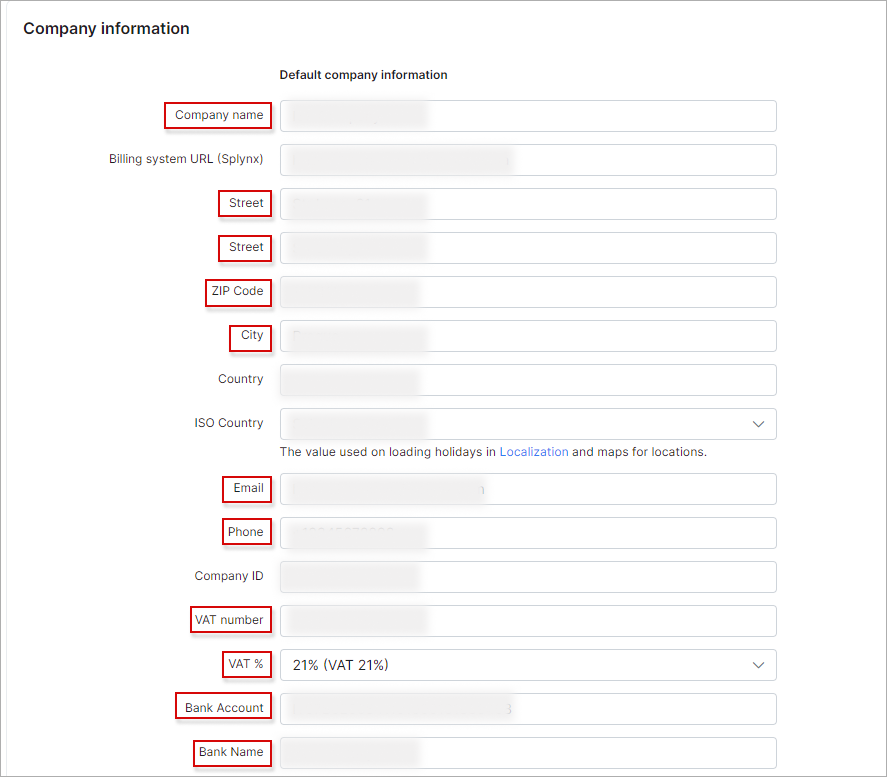 Company information
Default company information
Company name
Billing system URL (Splynx)
Street
Street
ZIP Code
City
Country
ISO Country
The value used on loading holidays in Localization and maps for locations.
Email
Phone
Company ID
VAT number
VAT % 21% (VAT 21%)
Bank Account
Bank Name